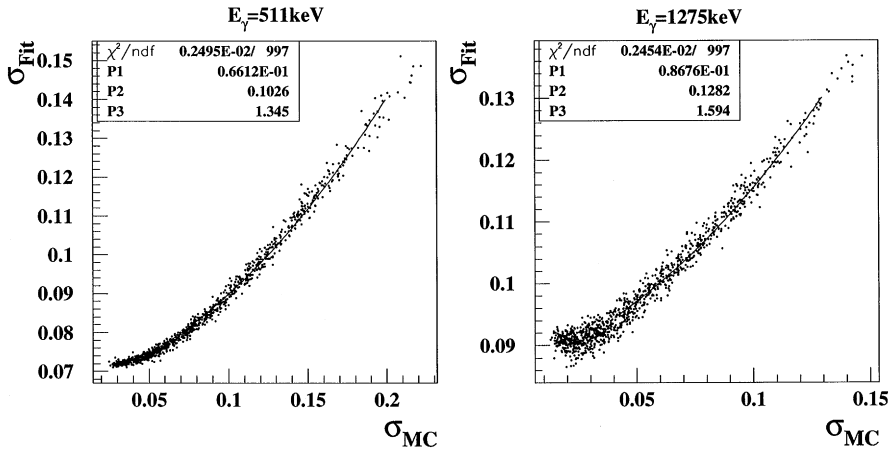 Eγ=511keV
χ²/ndf 0.2495E-02/ 997
P1 0.6612E-01
P2 0.1026
P3 1.345
σFit
0.15
0.14
0.13
0.12
0.11
0.1
0.09
0.08
0.07
0.05 0.1 0.15 0.2
σMC
Eγ=1275keV
χ²/ndf 0.2454E-02/ 997
P1 0.8676E-01
P2 0.1282
P3 1.594
σFit
0.13
0.12
0.11
0.1
0.09
0.05 0.1 0.15
σMC